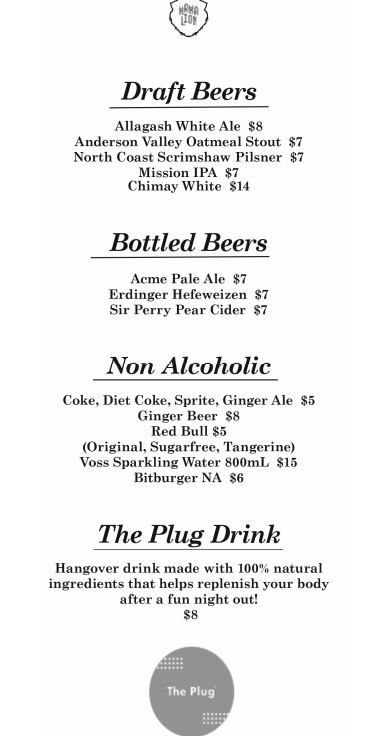 MAMA
LION
Draft Beers
Allagash White Ale $8
Anderson Valley Oatmeal Stout $7
North Coast Scrimshaw Pilsner $7
Mission IPA $7
Chimay White $14
Bottled Beers
Acme Pale Ale $7
Erdinger Hefeweizen $7
Sir Perry Pear Cider $7
Non Alcoholic
Coke, Diet Coke, Sprite, Ginger Ale $5
Ginger Beer $8
Red Bull $5
(Original, Sugarfree, Tangerine)
Voss Sparkling Water 800mL $15
Bitburger NA $6
The Plug Drink
Hangover drink made with 100% natural
ingredients that helps replenish your body
after a fun night out!
$8
The Plug